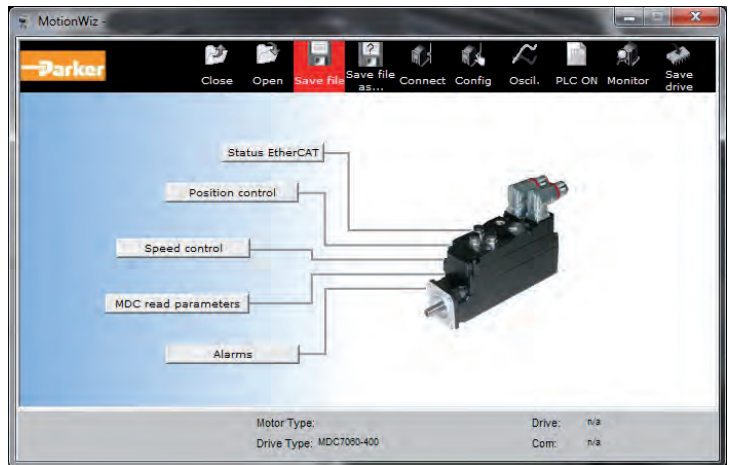 MotionWiz -
Parker
Close
Open
Save file
Save file as...
Connect
Config
Oscil.
PLC ON
Monitor
Save drive
Status EtherCAT
Position control
Speed control
MDC read parameters
Alarms
Motor Type:
Drive: n/a
Drive Type: MDC7060-400
Com: n/a